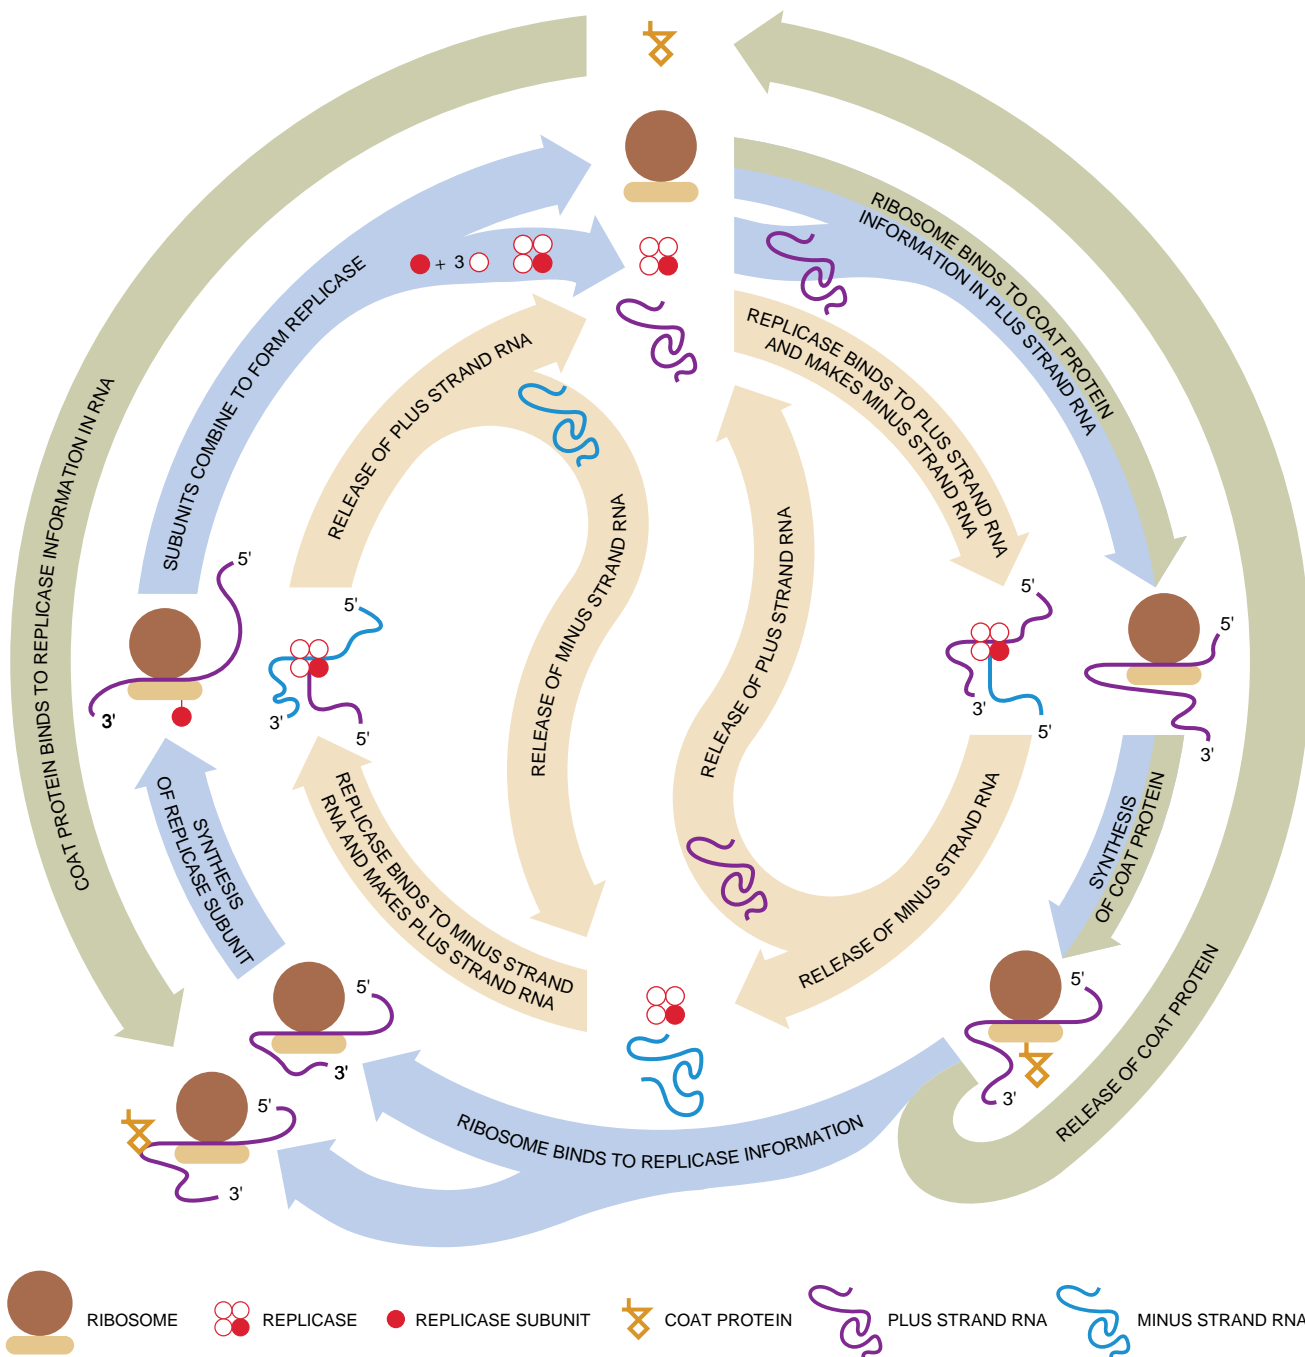 COAT PROTEIN BINDS TO REPLICASE INFORMATION IN RNA
SUBUNITS COMBINE TO FORM REPLICASE
+ 3
RELEASE OF PLUS STRAND RNA
RIBOSOME BINDS TO COAT PROTEIN
INFORMATION IN PLUS STRAND RNA
REPLICASE BINDS TO PLUS STRAND RNA
AND MAKES MINUS STRAND RNA
RELEASE OF MINUS STRAND RNA
RELEASE OF PLUS STRAND RNA
5'
3'
5'
3'
5'
5'
3'
5'
5'
3'
SYNTHESIS
OF REPLICASE SUBUNIT
REPLICASE BINDS TO MINUS STRAND
RNA AND MAKES PLUS STRAND RNA
RELEASE OF MINUS STRAND RNA
SYNTHESIS
OF COAT PROTEIN
RELEASE OF COAT PROTEIN
5'
3'
5'
3'
5'
3'
RIBOSOME BINDS TO REPLICASE INFORMATION
RIBOSOME
REPLICASE
REPLICASE SUBUNIT
COAT PROTEIN
PLUS STRAND RNA
MINUS STRAND RNA